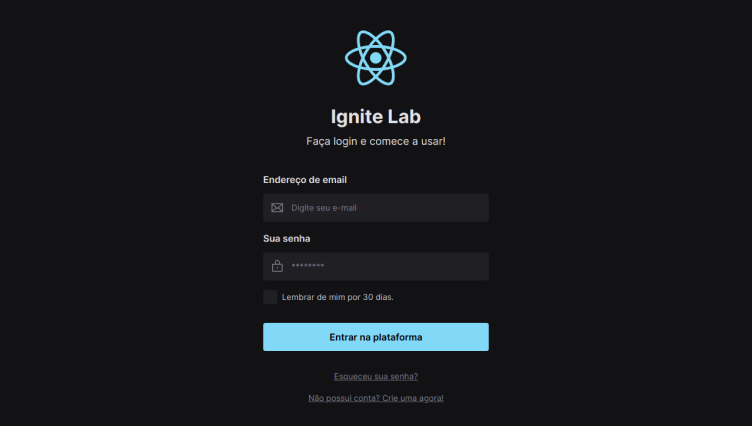 Ignite Lab
Faça login e comece a usar!
Endereço de email
Digite seu e-mail
Sua senha
********
Lembrar de mim por 30 dias.
Entrar na plataforma
Esqueceu sua senha?
Não possui conta? Crie uma agora!